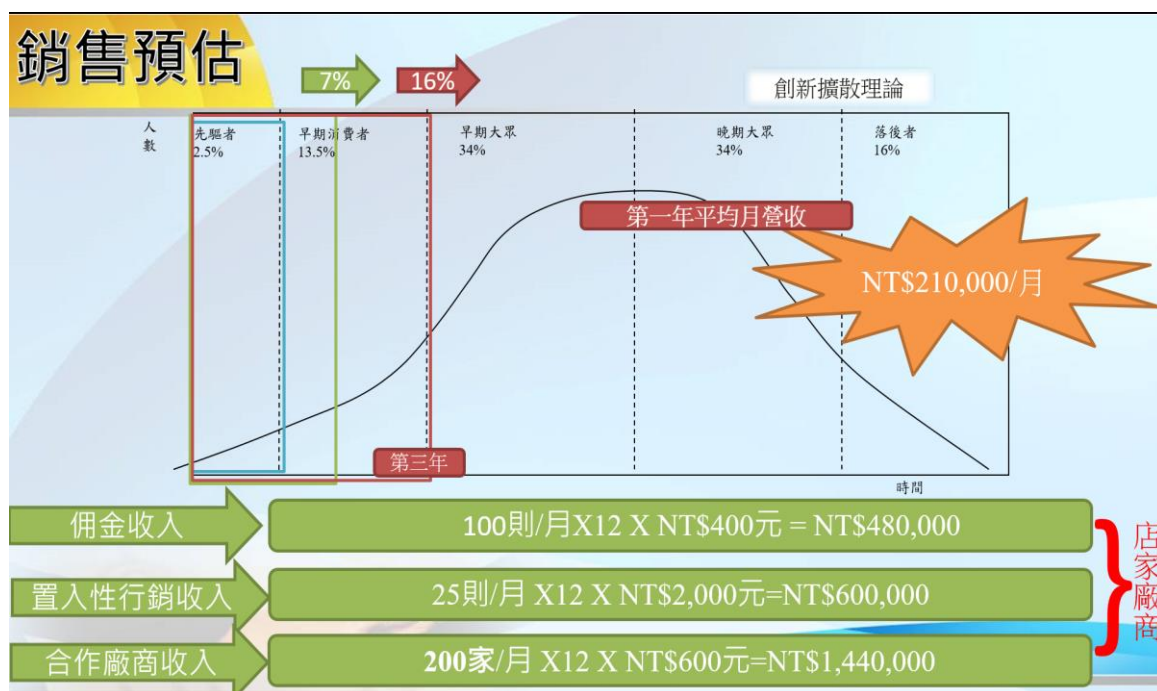 銷售預估
7%
16%
創新擴散理論
人數
先驅者
2.5%
早期消費者
13.5%
早期大眾
34%
晚期大眾
34%
落後者
16%
第一年平均月營收
NT$210,000/月
第三年
時間
佣金收入
100則/月X12 X NT$400元 = NT$480,000
置入性行銷收入
25則/月 X12 X NT$2,000元=NT$600,000
合作廠商收入
200家/月 X12 X NT$600元=NT$1,440,000
店家廠商